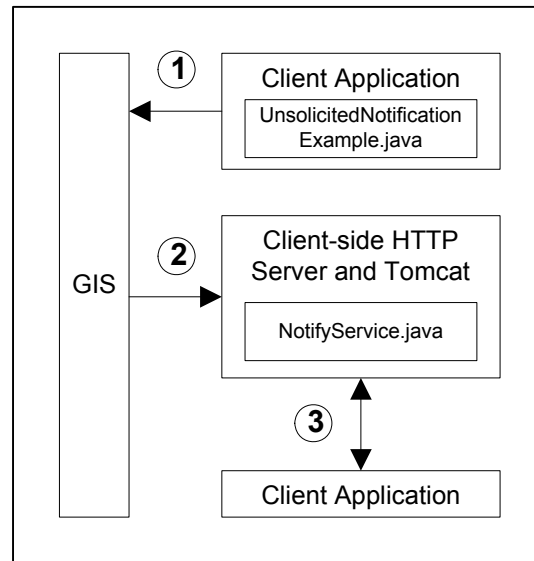 1
Client Application
UnsolicitedNotification
Example.java
GIS
2
Client-side HTTP
Server and Tomcat
NotifyService.java
3
Client Application